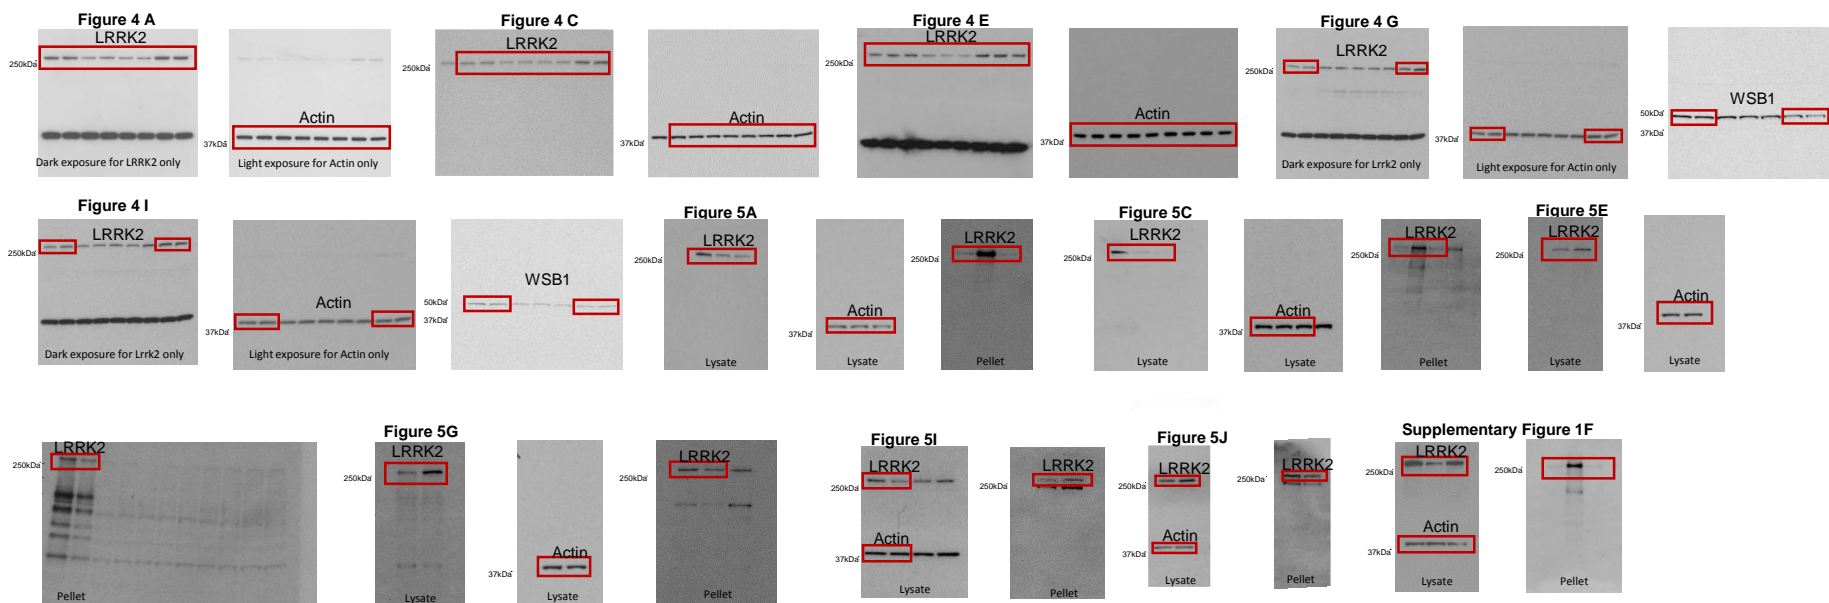 Figure 4 A
LRRK2
250kDa
Dark exposure for LRRK2 only
Actin
37kDa
Light exposure for Actin only
Figure 4 C
LRRK2
250kDa
Actin
37kDa
Figure 4 E
LRRK2
250kDa
Actin
37kDa
Figure 4 G
LRRK2
250kDa
Dark exposure for Lrrk2 only
37kDa
Light exposure for Actin only
WSB1
50kDa
37kDa
Figure 4 I
LRRK2
250kDa
Dark exposure for Lrrk2 only
Actin
37kDa
Light exposure for Actin only
WSB1
50kDa
37kDa
Figure 5A
LRRK2
250kDa
Lysate
Actin
37kDa
Lysate
LRRK2
250kDa
Pellet
Figure 5C
LRRK2
250kDa
Lysate
Actin
37kDa
Lysate
LRRK2
250kDa
Pellet
Figure 5E
LRRK2
250kDa
Lysate
Actin
37kDa
Lysate
LRRK2
250kDa
Pellet
Figure 5G
LRRK2
250kDa
Lysate
Actin
37kDa
Lysate
LRRK2
250kDa
Pellet
Figure 5I
LRRK2
250kDa
Actin
37kDa
Lysate
LRRK2
250kDa
Pellet
Figure 5J
LRRK2
250kDa
Actin
37kDa
Lysate
LRRK2
250kDa
Pellet
Supplementary Figure 1F
LRRK2
250kDa
Actin
37kDa
Lysate
250kDa
Pellet